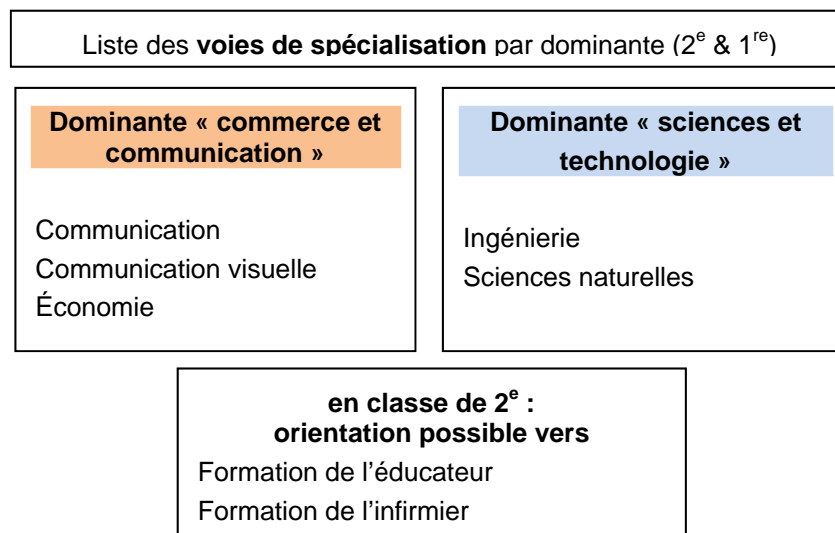 Liste des voies de spécialisation par dominante (2e & 1re)
Dominante « commerce et
communication »
Communication
Communication visuelle
Économie
Dominante « sciences et
technologie »
Ingénierie
Sciences naturelles
en classe de 2e :
orientation possible vers
Formation de l’éducateur
Formation de l’infirmier